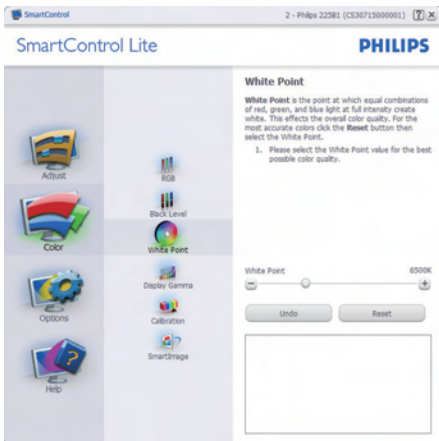 SmartControl
2 - Philips 225B1 (CS30715000001)
SmartControl Lite
PHILIPS
Adjust
Color
Options
Help
RGB
Black Level
White Point
Display Gamma
Calibration
SmartImage
White Point
White Point is the point at which equal combinations
of red, green, and blue light at full intensity create
white. This effects the overall color quality. For the
most accurate colors click the Reset button then
select the White Point.
1. Please select the White Point value for the best
possible color quality.
White Point
6500K
Undo
Reset